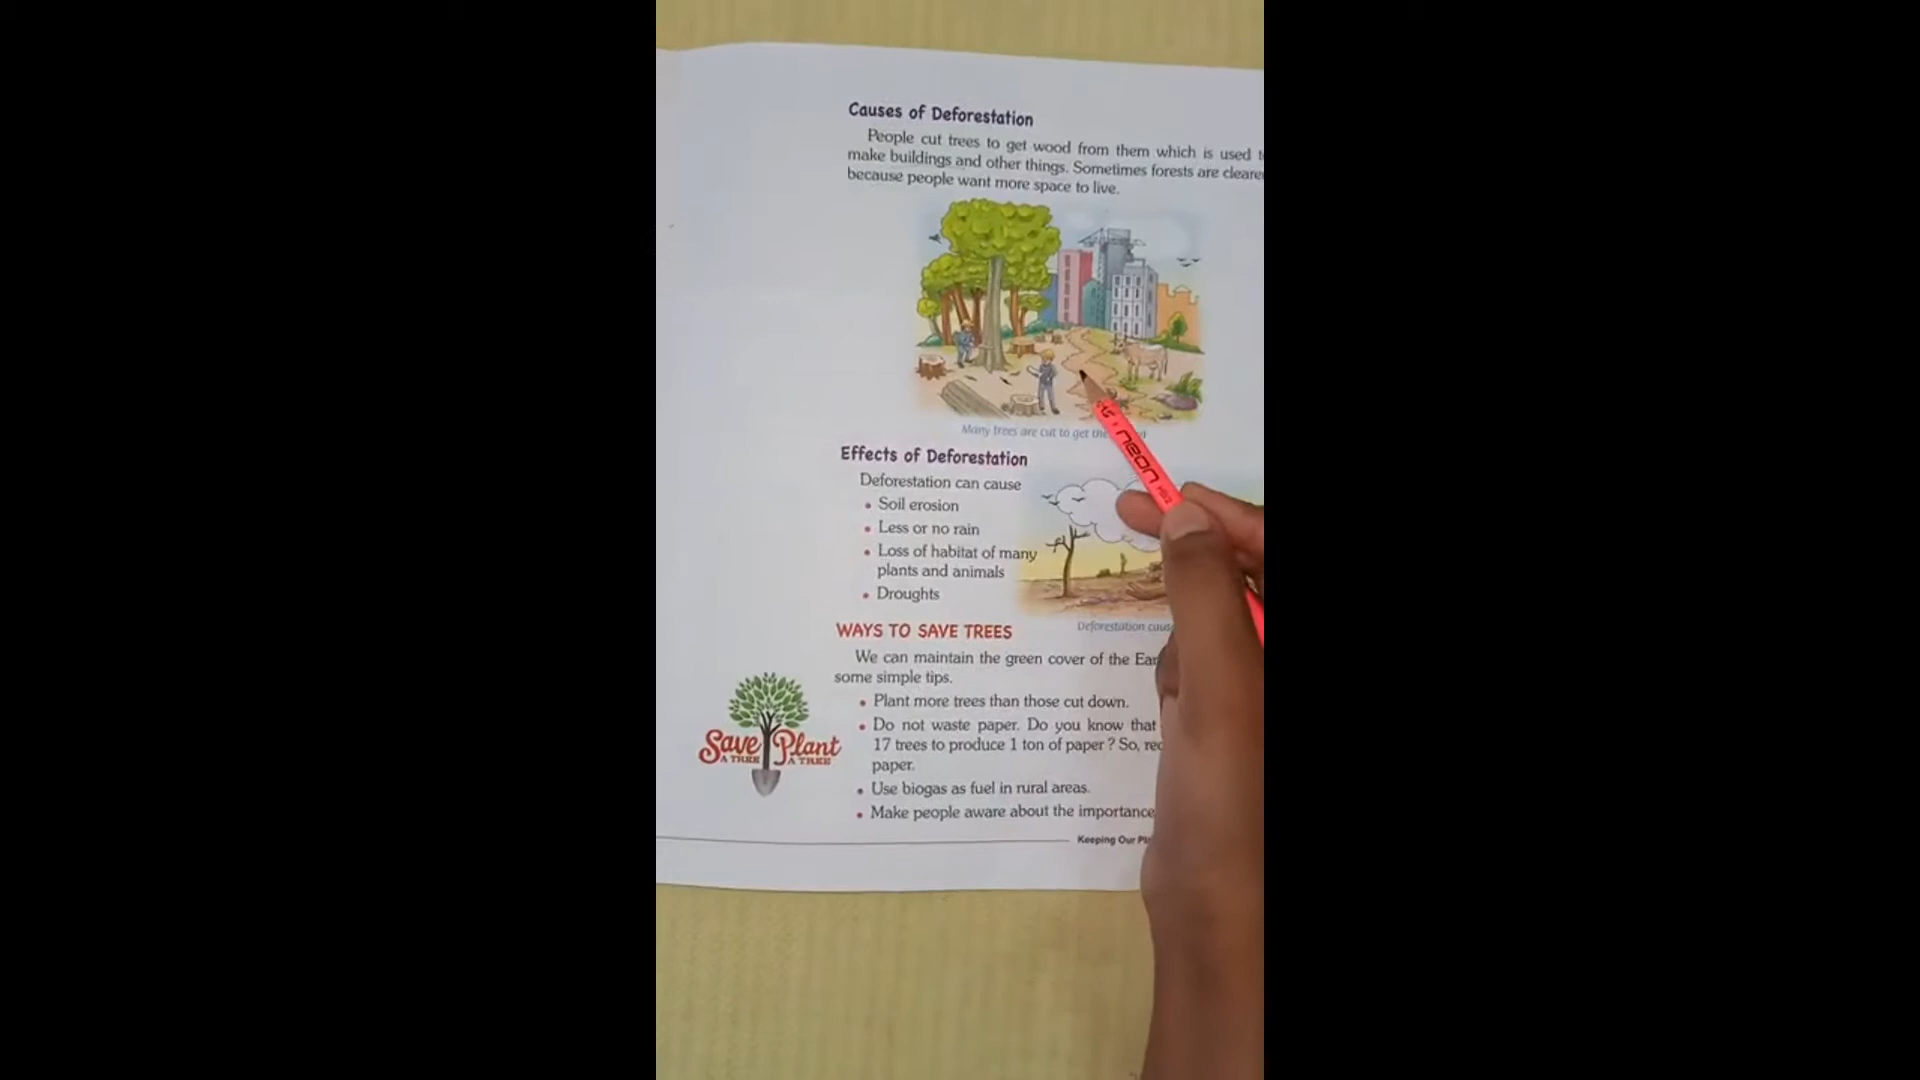 Causes of Deforestation
People cut trees to get wood from them which is used
make buildings and other things. Sometimes forests are
because people want more space to live.
Many trees are cut to get
Effects of Deforestation
Deforestation can cause
• Soil erosion
• Less or no rain
• Loss of habitat of many
plants and animals
• Droughts
Deforestation
WAYS TO SAVE TREES
We can maintain the green cover of the
some simple tips.
• Plant more trees than those cut down.
• Do not waste paper. Do you know that
17 trees to produce 1 ton of paper ? So,
paper.
• Use biogas as fuel in rural areas.
• Make people aware about the importance
Save Plant
A TREE A TREE
Keeping Our
neon